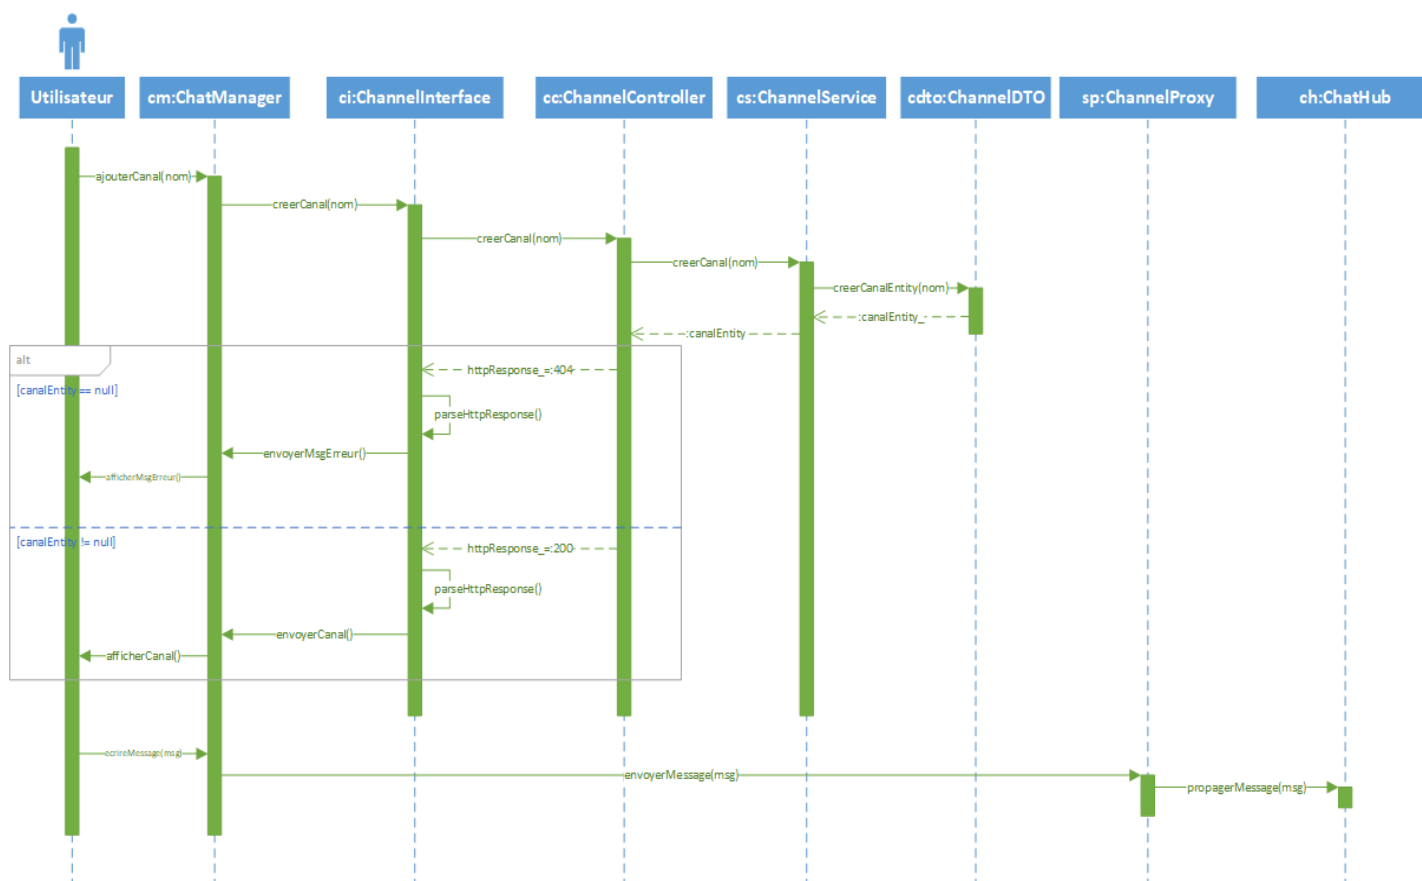 Utilisateur
cm:ChatManager
ci:ChannelInterface
cc:ChannelController
cs:ChannelService
cdto:ChannelDTO
sp:ChannelProxy
ch:ChatHub
ajouterCanal(nom)
creerCanal(nom)
creerCanal(nom)
creerCanal(nom)
creerCanalEntity(nom)
:canalEntity_
:canalEntity
alt
[canalEntity == null]
httpResponse_=:404
parseHttpResponse()
envoyerMsgErreur()
afficherMsgErreur()
[canalEntity != null]
httpResponse_=:200
parseHttpResponse()
envoyerCanal()
afficherCanal()
ecrireMessage(msg)
envoyerMessage(msg)
propagerMessage(msg)